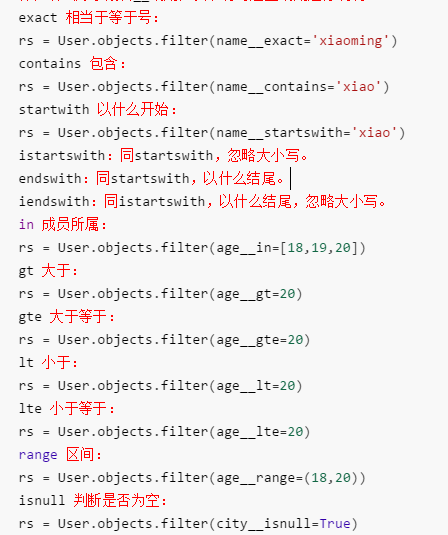 exact 相当于等于号：
rs = User.objects.filter(name__exact='xiaoming')
contains 包含：
rs = User.objects.filter(name__contains='xiao')
startwith 以什么开始：
rs = User.objects.filter(name__startswith='xiao')
istartswith：同startswith，忽略大小写。
endswith：同startswith，以什么结尾。
iendswith：同istartswith，以什么结尾，忽略大小写。
in 成员所属：
rs = User.objects.filter(age__in=[18,19,20])
gt 大于：
rs = User.objects.filter(age__gt=20)
gte 大于等于：
rs = User.objects.filter(age__gte=20)
lt 小于：
rs = User.objects.filter(age__lt=20)
lte 小于等于：
rs = User.objects.filter(age__lte=20)
range 区间：
rs = User.objects.filter(age__range=(18,20))
isnull 判断是否为空：
rs = User.objects.filter(city__isnull=True)